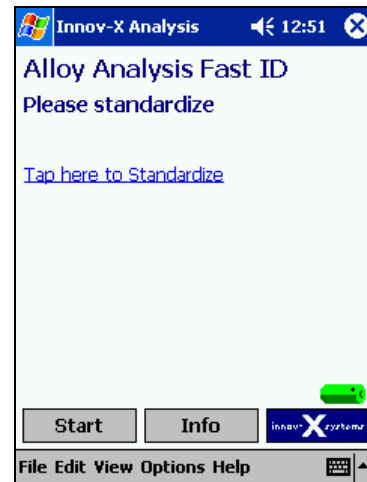 Innov-X Analysis 12:51
Alloy Analysis Fast ID
Please standardize
Tap here to Standardize
Start Info innov-X systems
File Edit View Options Help